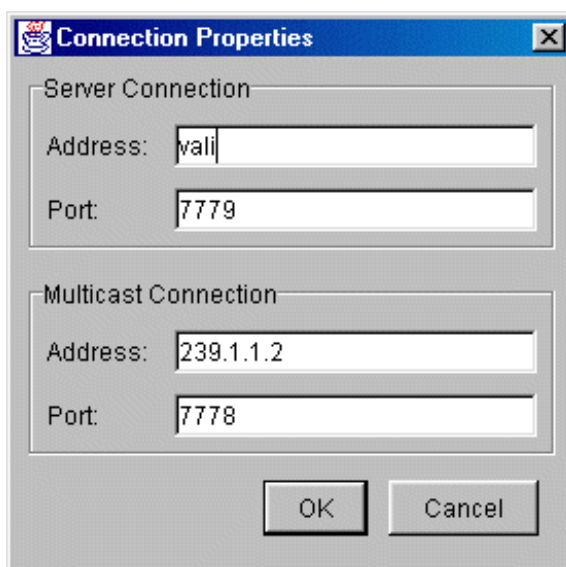 Connection Properties
Server Connection
Address: vali
Port: 7779
Multicast Connection
Address: 239.1.1.2
Port: 7778
OK Cancel